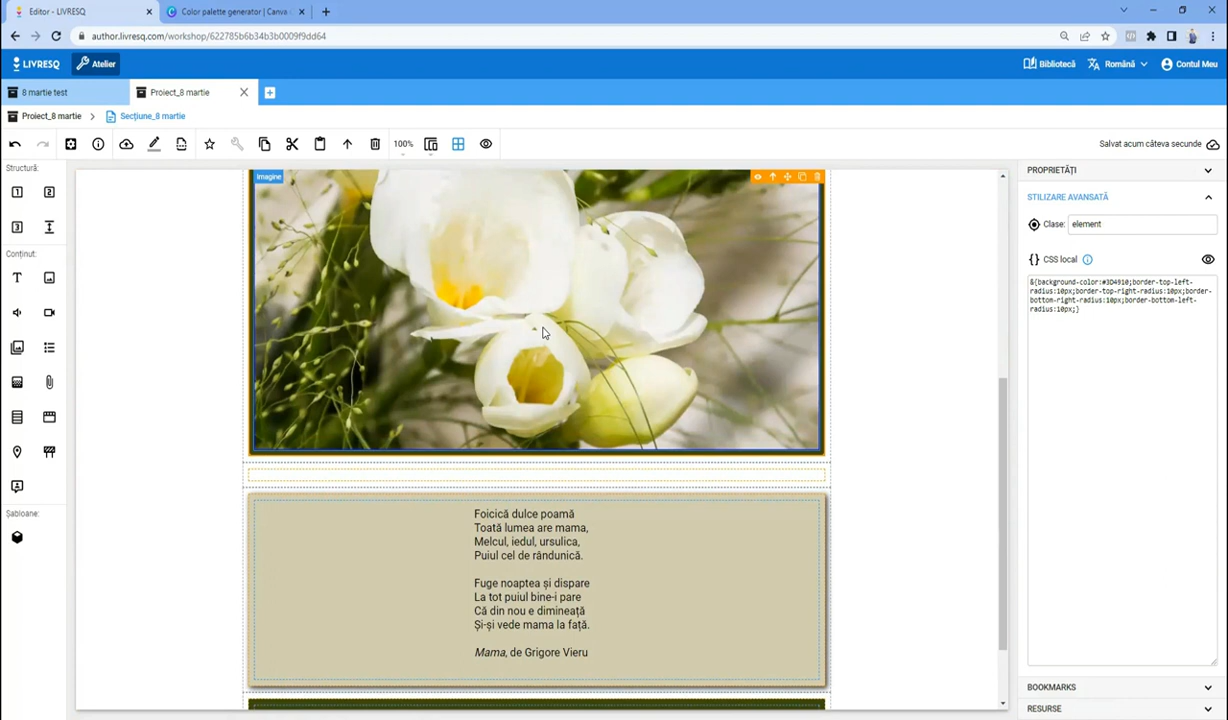 Editor - LIVRESQ
Color palette generator | Canva
author.livresq.com/workshop/622785b6b34b3b0009f9dd64
LIVRESQ
Atelier
Bibliotecă
Română
Contul Meu
8 martie test
Proiect_8 martie
Proiect_8 martie
Secțiune_8 martie
100%
Salvat acum câteva secunde
Structură:
1
2
3
Conținut:
Șabloane:
Imagine
Foicică dulce poamă
Toată lumea are mama,
Melcul, iedul, ursulica,
Puiul cel de rândunică.
Fuge noaptea și dispare
La tot puiul bine-i pare
Că din nou e dimineață
Și-și vede mama la față.
Mama, de Grigore Vieru
PROPRIETĂȚI
STILIZARE AVANSATĂ
Clase: element
{} CSS local
&{background-color:#3D4910;border-top-left-
radius:10px;border-top-right-radius:10px;border-
bottom-right-radius:10px;border-bottom-left-
radius:10px;}
BOOKMARKS
RESURSE